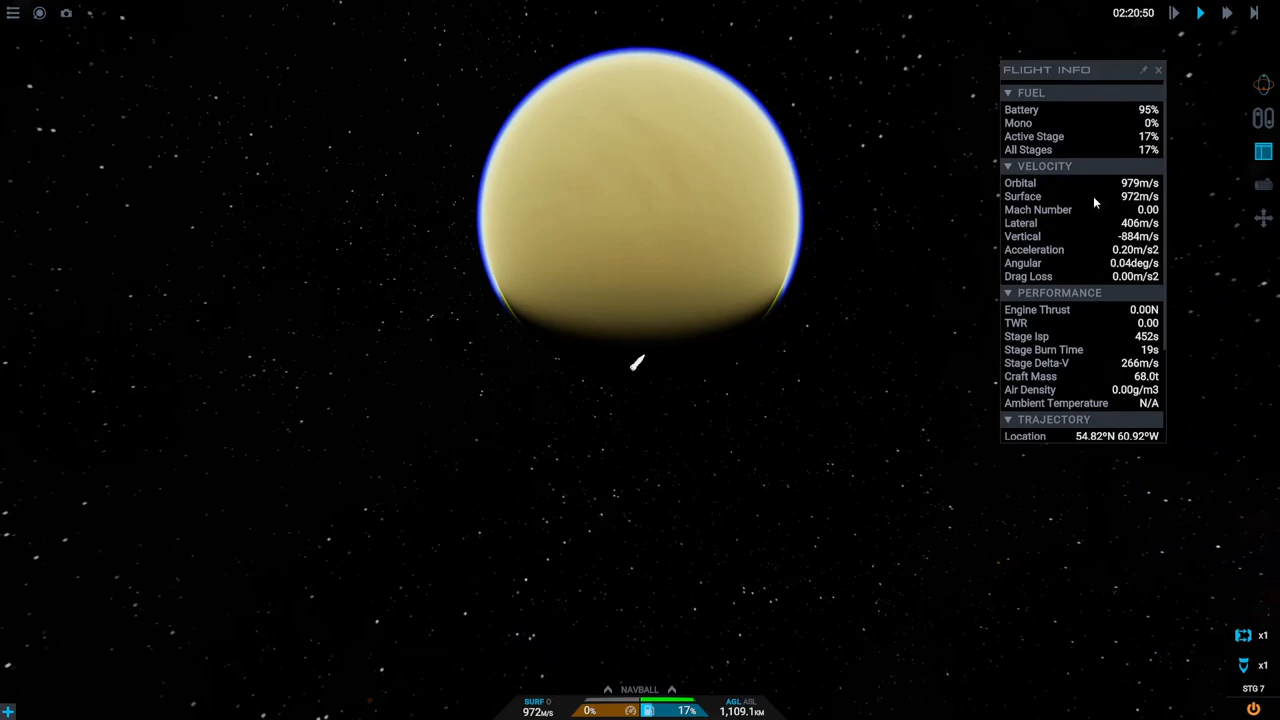 02:20:50
FLIGHT INFO
FUEL
Battery 95%
Mono 0%
Active Stage 17%
All Stages 17%
VELOCITY
Orbital 979m/s
Surface 972m/s
Mach Number 0.00
Lateral 406m/s
Vertical -884m/s
Acceleration 0.20m/s2
Angular 0.04deg/s
Drag Loss 0.00m/s2
PERFORMANCE
Engine Thrust 0.00N
TWR 0.00
Stage Isp 452s
Stage Burn Time 19s
Stage Delta-V 266m/s
Craft Mass 68.0t
Air Density 0.00g/m3
Ambient Temperature N/A
TRAJECTORY
Location 54.82ºN 60.92ºW
x1
x1
STG 7
NAVBALL
SURF O AGL ASL
972M/S 0% 17% 1,109.1KM